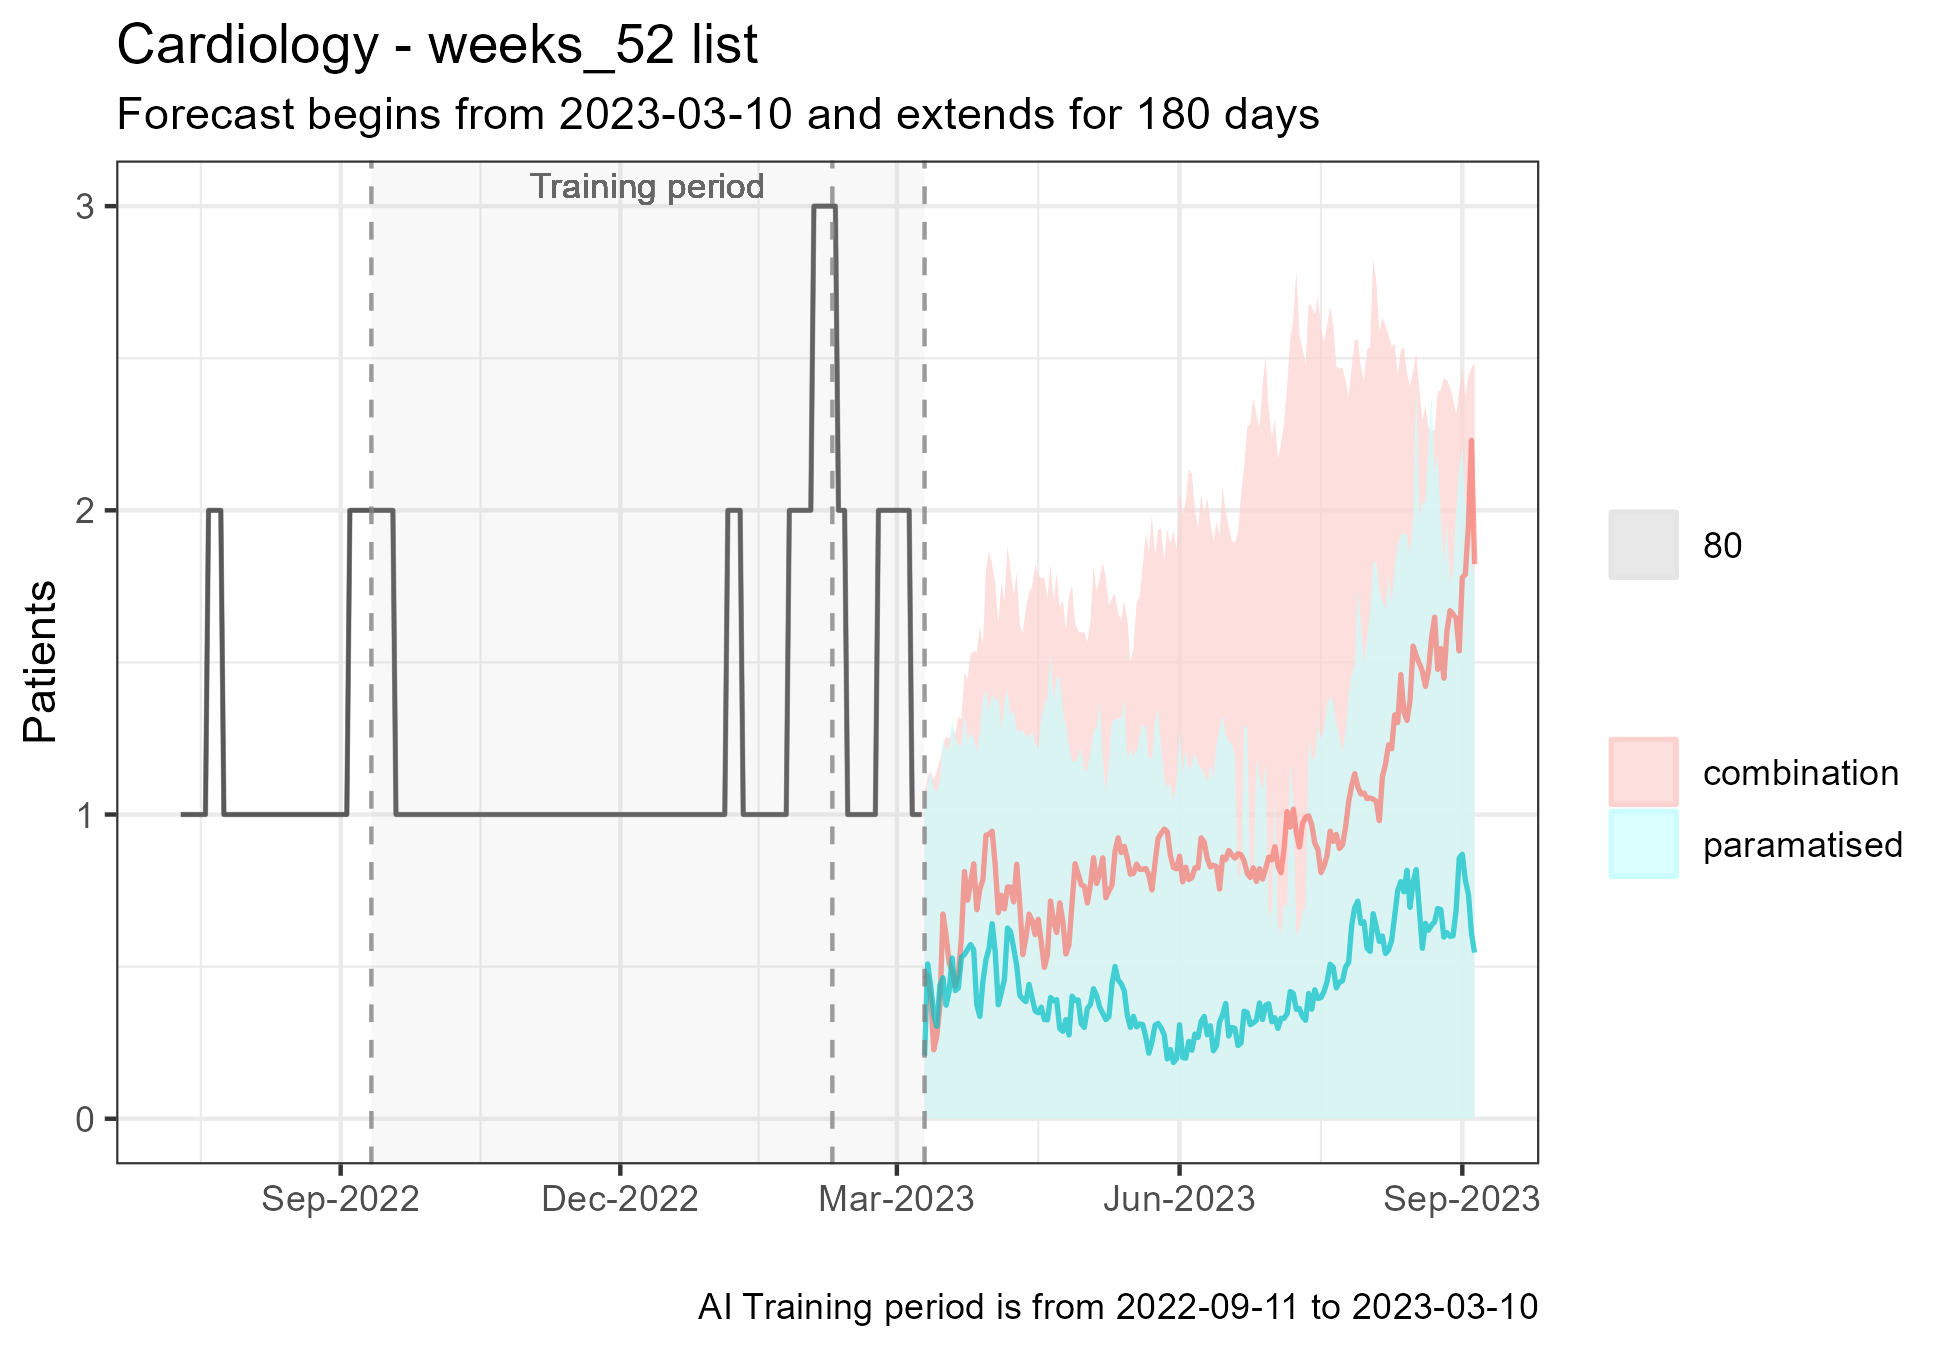 Cardiology - weeks_52 list
Forecast begins from 2023-03-10 and extends for 180 days
Training period
3
2
1
0
Patients
Sep-2022
Dec-2022
Mar-2023
Jun-2023
Sep-2023
80
combination
paramatised
AI Training period is from 2022-09-11 to 2023-03-10